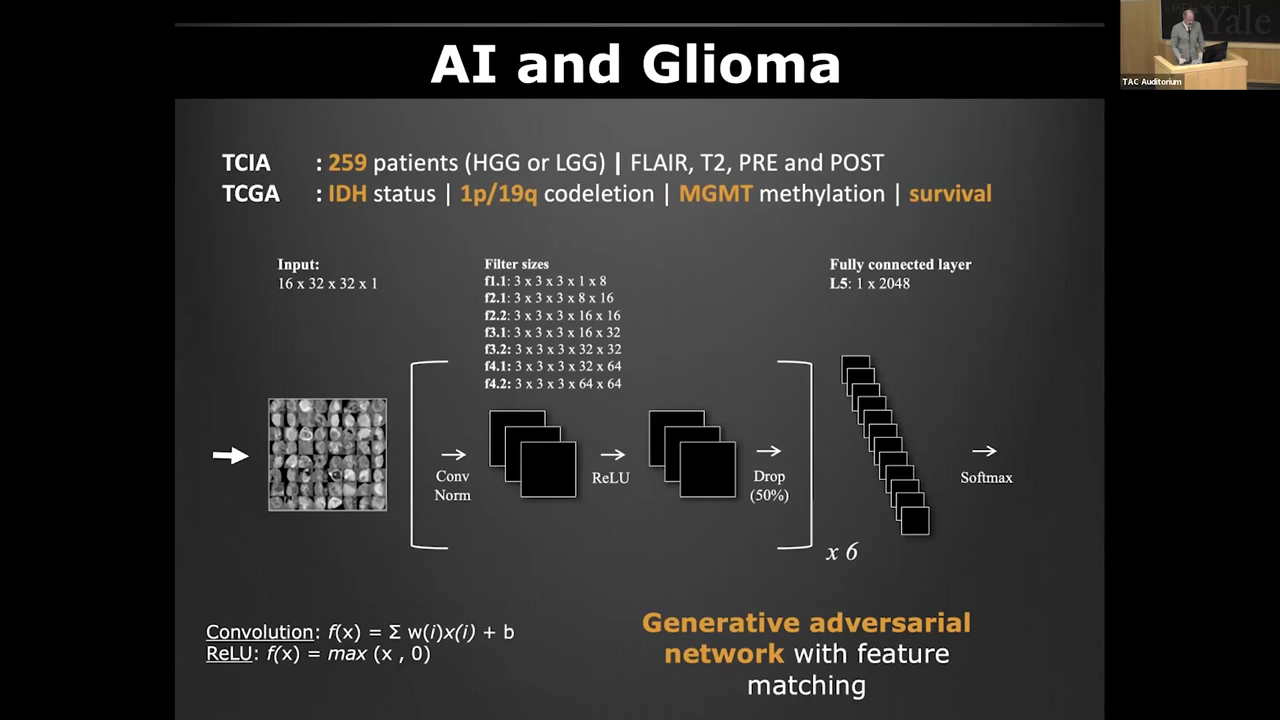 AI and Glioma
Yale
TAC Auditorium
TCIA : 259 patients (HGG or LGG) | FLAIR, T2, PRE and POST
TCGA : IDH status | 1p/19q codeletion | MGMT methylation | survival
Input:
16 x 32 x 32 x 1
Filter sizes
f1.1: 3 x 3 x 3 x 1 x 8
f2.1: 3 x 3 x 3 x 8 x 16
f2.2: 3 x 3 x 3 x 16 x 16
f3.1: 3 x 3 x 3 x 16 x 32
f3.2: 3 x 3 x 3 x 32 x 32
f4.1: 3 x 3 x 3 x 32 x 64
f4.2: 3 x 3 x 3 x 64 x 64
Fully connected layer
L5: 1 x 2048
Conv
Norm
ReLU
Drop
(50%)
x 6
Softmax
Convolution: f(x) = Σ w(i)x(i) + b
ReLU: f(x) = max (x , 0)
Generative adversarial
network with feature
matching